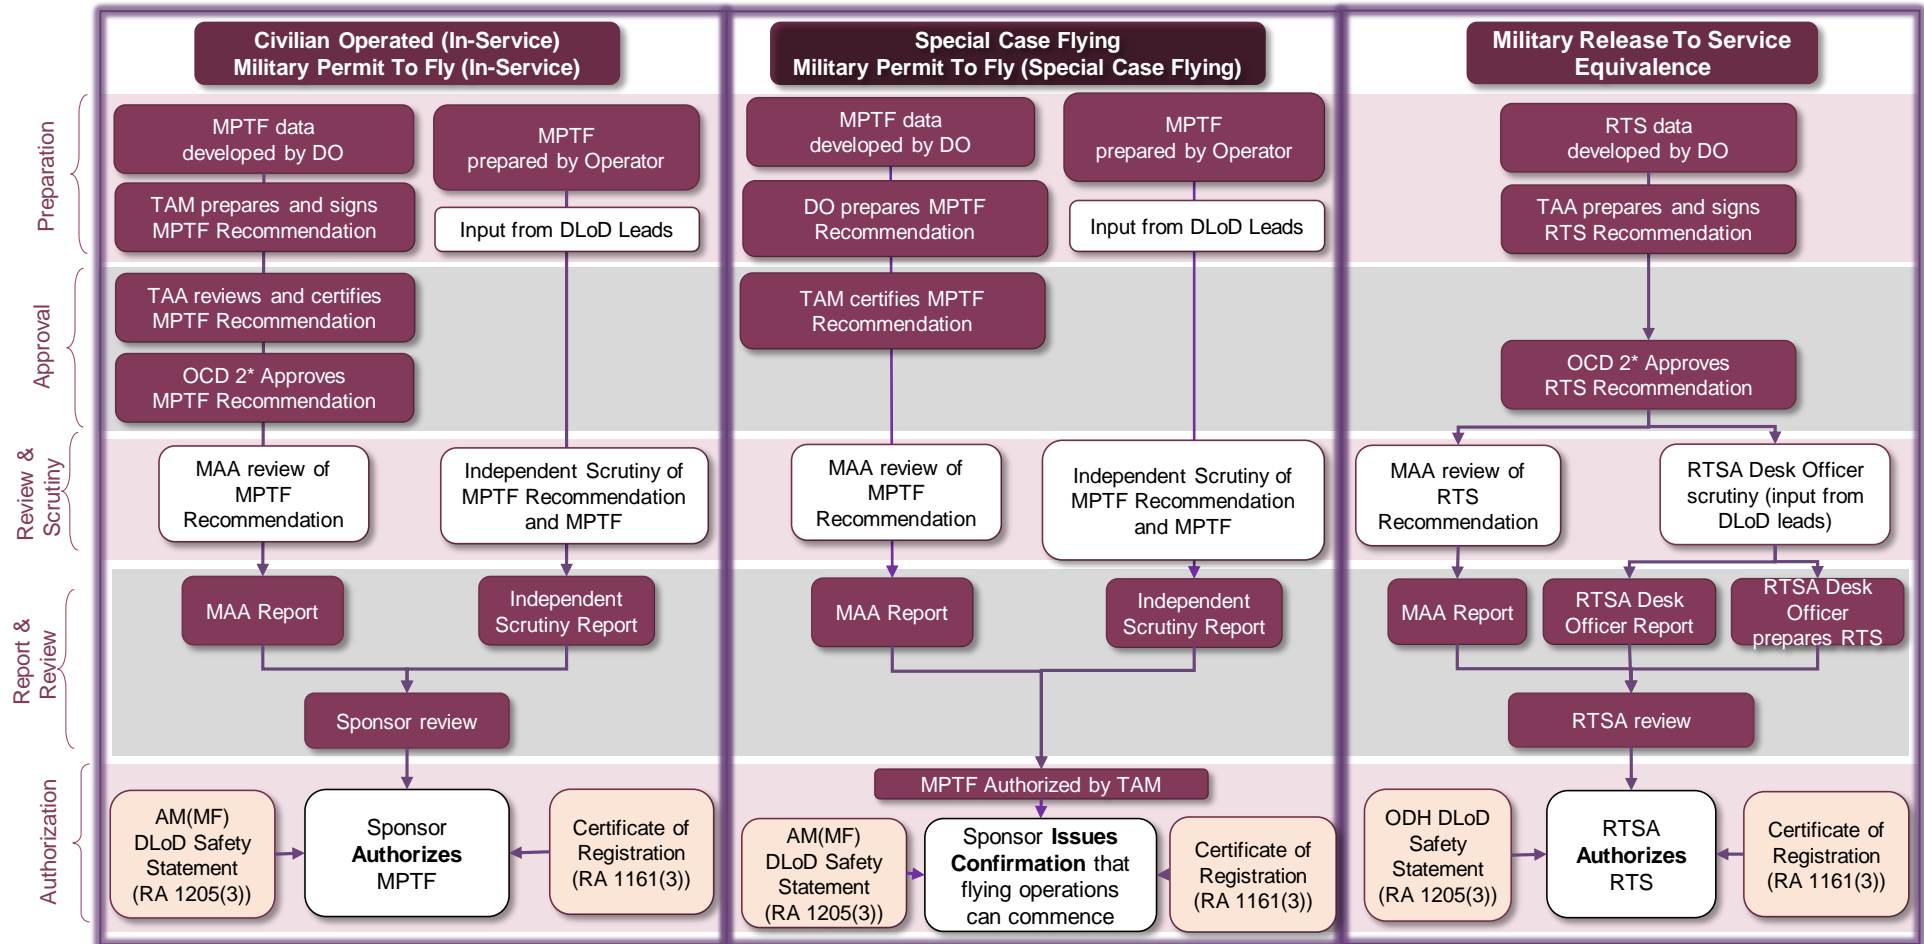 Civilian Operated (In-Service)
Military Permit To Fly (In-Service)
Special Case Flying
Military Permit To Fly (Special Case Flying)
Military Release To Service
Equivalence
Preparation
MPTF data
developed by DO
TAM prepares and signs
MPTF Recommendation
MPTF
prepared by Operator
Input from DLoD Leads
MPTF data
developed by DO
DO prepares MPTF
Recommendation
MPTF
prepared by Operator
Input from DLoD Leads
RTS data
developed by DO
TAA prepares and signs
RTS Recommendation
Approval
TAA reviews and certifies
MPTF Recommendation
OCD 2* Approves
MPTF Recommendation
TAM certifies MPTF
Recommendation
OCD 2* Approves
RTS Recommendation
Review &
Scrutiny
MAA review of
MPTF
Recommendation
Independent Scrutiny of
MPTF Recommendation
and MPTF
MAA review of
MPTF
Recommendation
Independent Scrutiny of
MPTF Recommendation
and MPTF
MAA review of
RTS
Recommendation
RTSA Desk Officer
scrutiny (input from
DLoD leads)
Report &
Review
MAA Report
Independent
Scrutiny Report
Sponsor review
MAA Report
Independent
Scrutiny Report
MAA Report
RTSA Desk
Officer Report
RTSA Desk
Officer
prepares RTS
RTSA review
Authorization
AM(MF)
DLoD Safety
Statement
(RA 1205(3))
Sponsor
Authorizes
MPTF
Certificate of
Registration
(RA 1161(3))
MPTF Authorized by TAM
AM(MF)
DLoD Safety
Statement
(RA 1205(3))
Sponsor Issues
Confirmation that
flying operations
can commence
Certificate of
Registration
(RA 1161(3))
ODH DLoD
Safety
Statement
(RA 1205(3))
RTSA
Authorizes
RTS
Certificate of
Registration
(RA 1161(3))